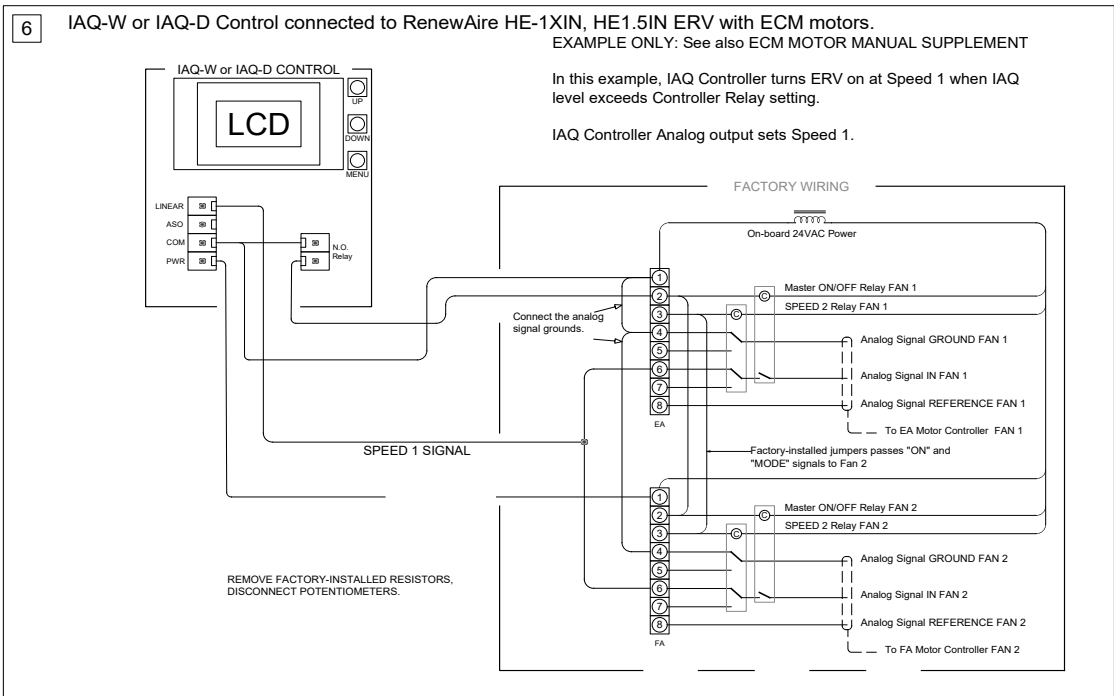 6
IAQ-W or IAQ-D Control connected to RenewAire HE-1XIN, HE1.5IN ERV with ECM motors.
EXAMPLE ONLY: See also ECM MOTOR MANUAL SUPPLEMENT
In this example, IAQ Controller turns ERV on at Speed 1 when IAQ
level exceeds Controller Relay setting.
IAQ Controller Analog output sets Speed 1.
IAQ-W or IAQ-D CONTROL
LCD
UP
DOWN
MENU
LINEAR
ASO
COM
PWR
N.O.
Relay
FACTORY WIRING
On-board 24VAC Power
1
2
3
4
5
6
7
8
EA
C
C
Master ON/OFF Relay FAN 1
SPEED 2 Relay FAN 1
Connect the analog
signal grounds.
Analog Signal GROUND FAN 1
Analog Signal IN FAN 1
Analog Signal REFERENCE FAN 1
To EA Motor Controller FAN 1
SPEED 1 SIGNAL
Factory-installed jumpers passes "ON" and
"MODE" signals to Fan 2
1
2
3
4
5
6
7
8
FA
C
C
Master ON/OFF Relay FAN 2
SPEED 2 Relay FAN 2
Analog Signal GROUND FAN 2
Analog Signal IN FAN 2
Analog Signal REFERENCE FAN 2
To FA Motor Controller FAN 2
REMOVE FACTORY-INSTALLED RESISTORS,
DISCONNECT POTENTIOMETERS.